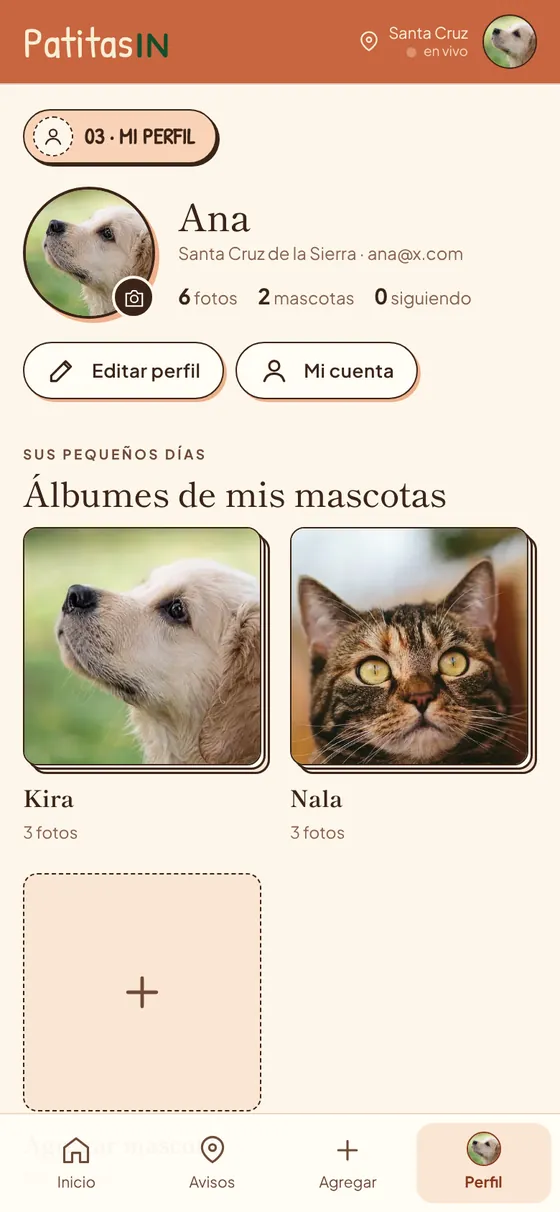 PatitasIN
Santa Cruz
en vivo
03 · MI PERFIL
Ana
Santa Cruz de la Sierra · ana@x.com
6 fotos 2 mascotas 0 siguiendo
Editar perfil
Mi cuenta
SUS PEQUEÑOS DÍAS
Álbumes de mis mascotas
Kira
3 fotos
Nala
3 fotos
Inicio
Avisos
Agregar
Perfil